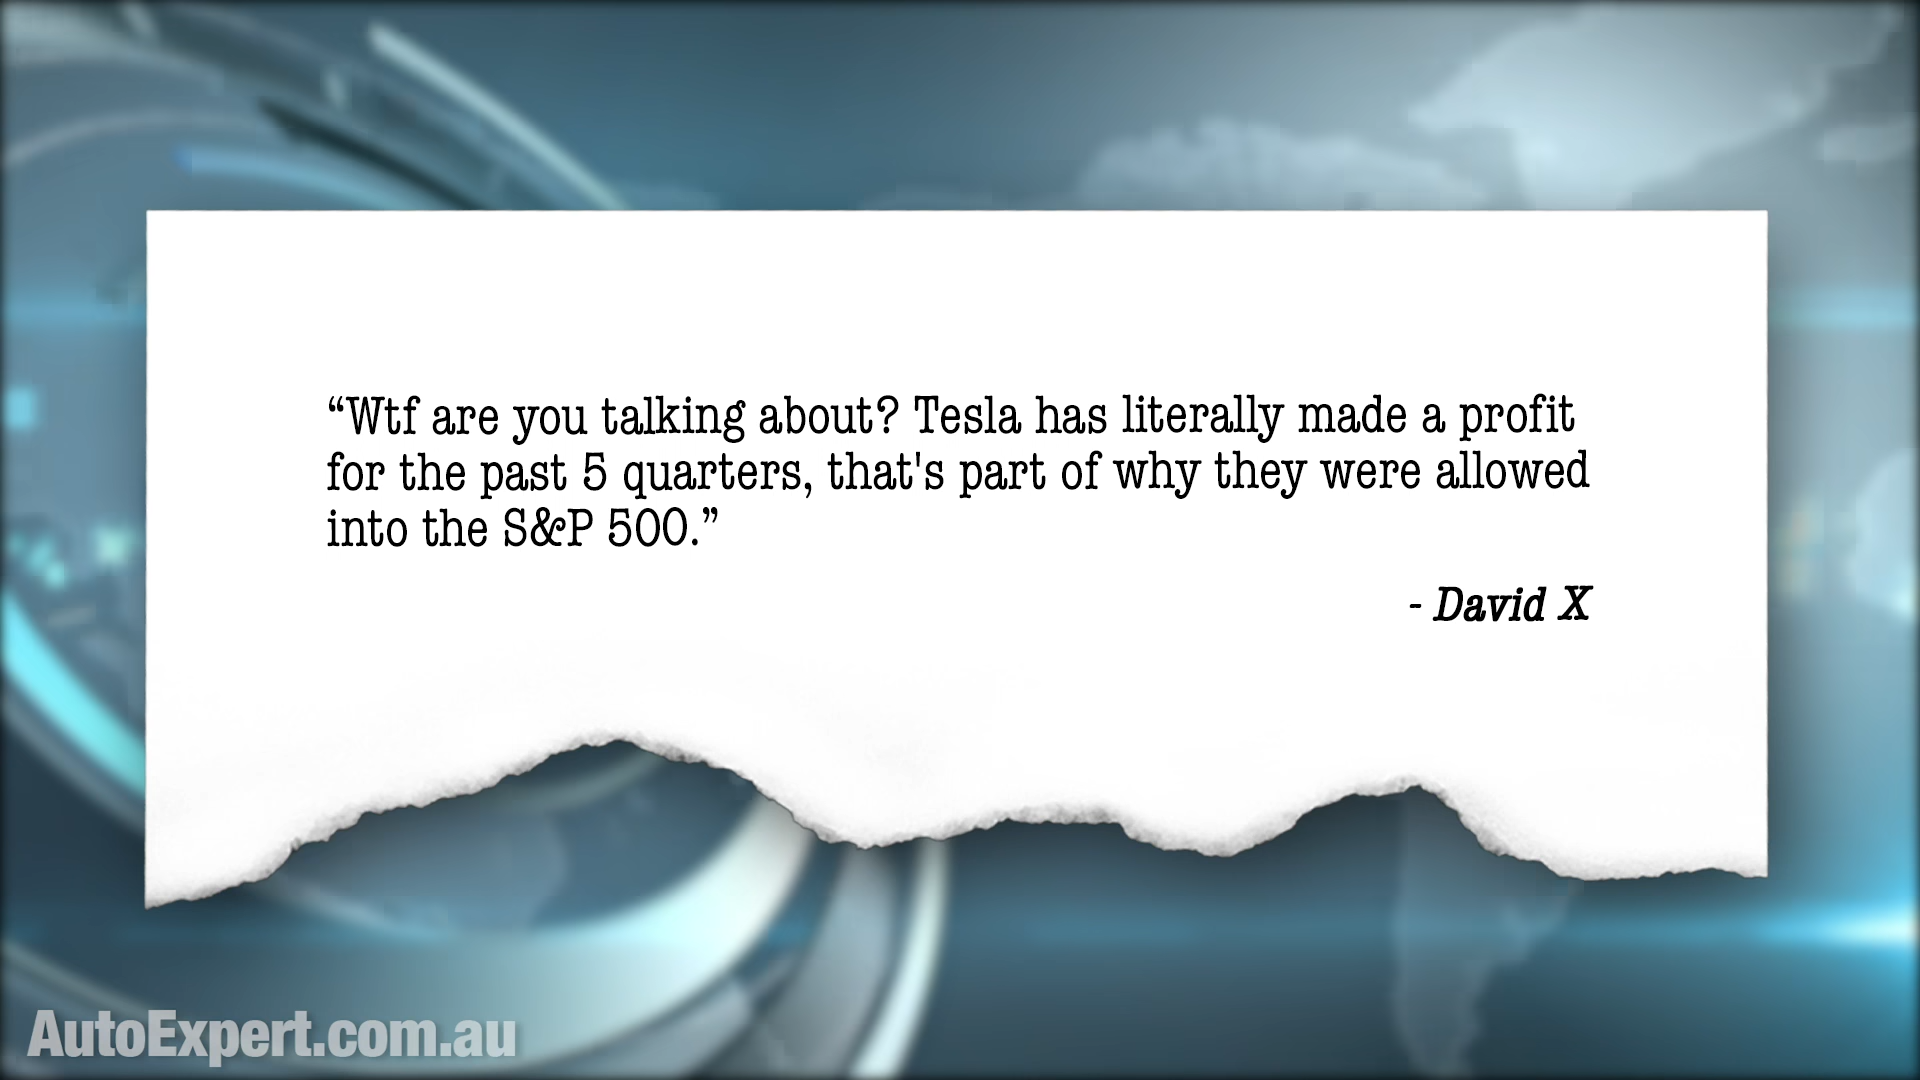 “Wtf are you talking about? Tesla has literally made a profit
for the past 5 quarters, that's part of why they were allowed
into the S&P 500.”
- David X
AutoExpert.com.au